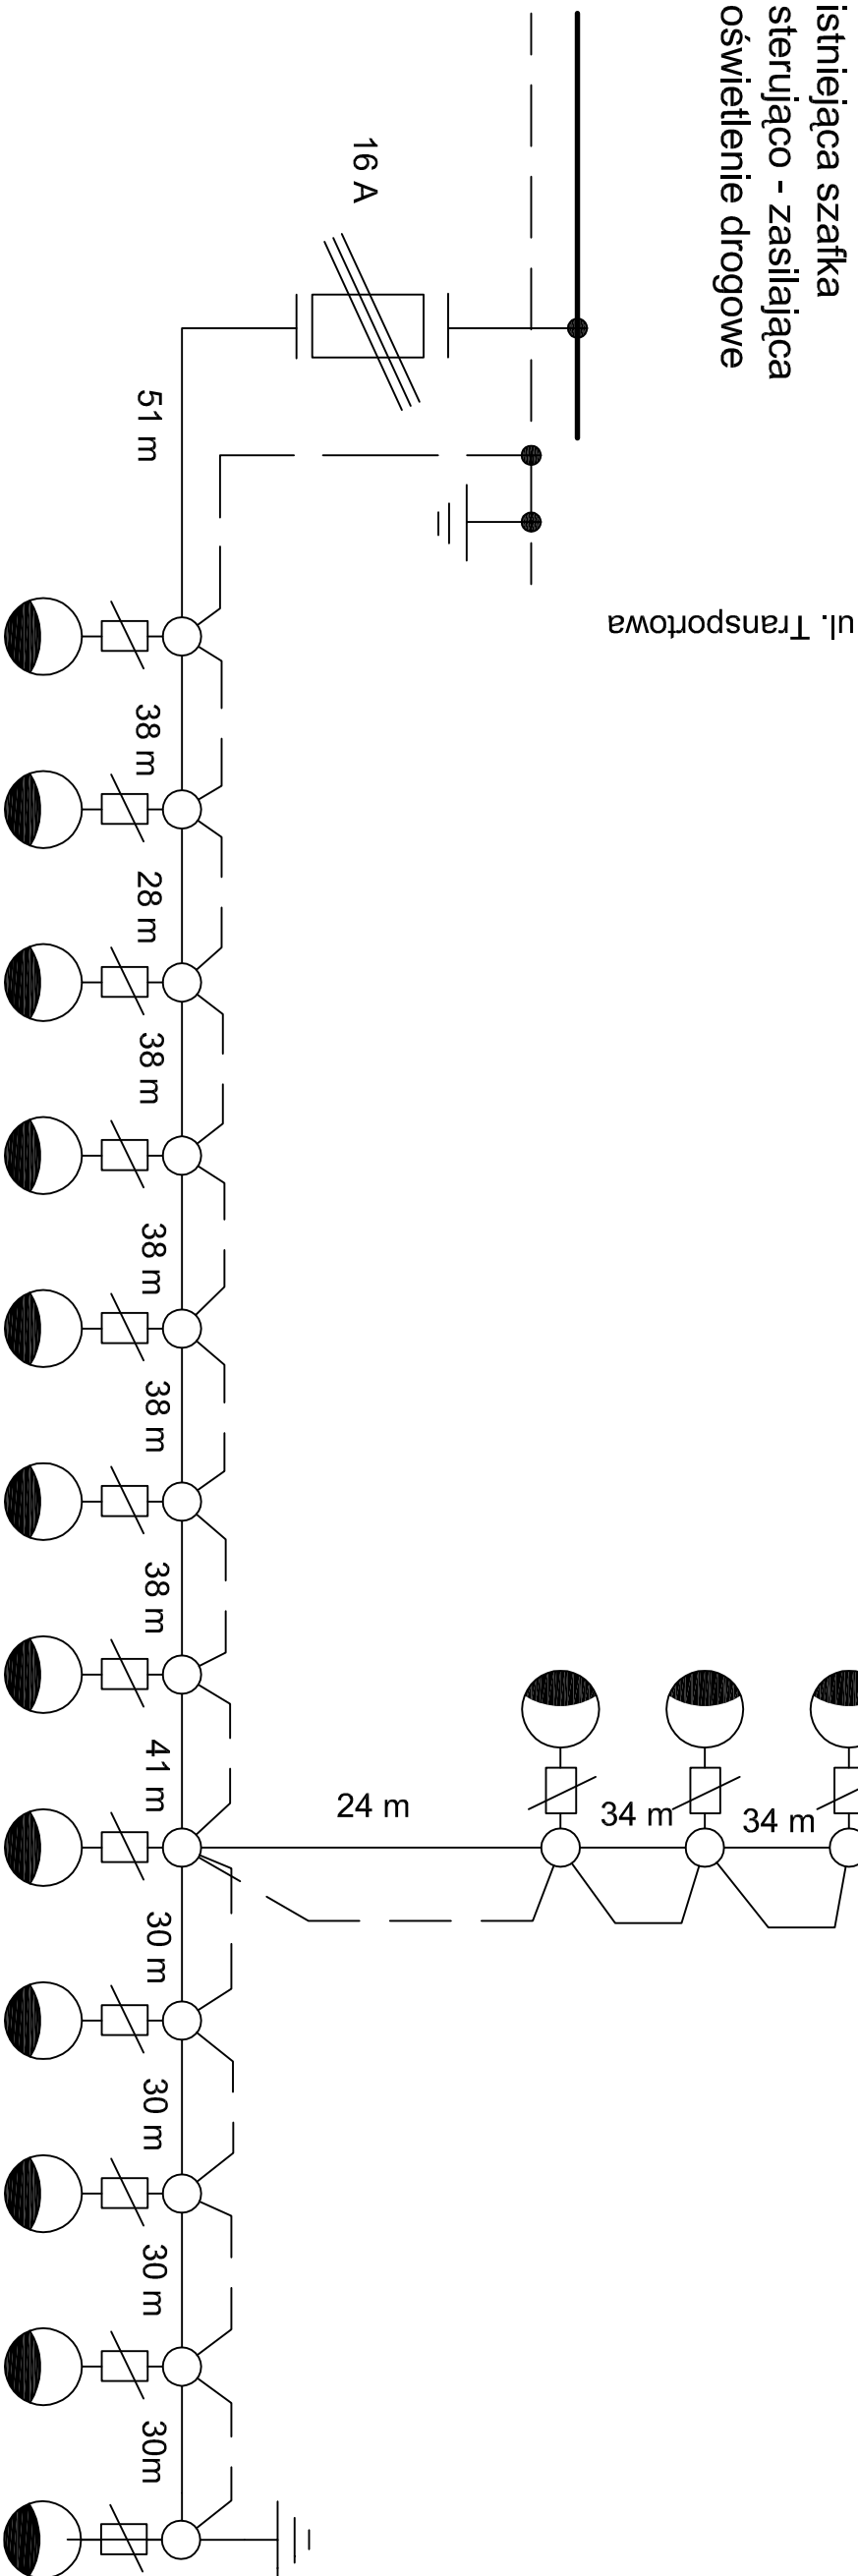 istniejąca szafka
sterująco - zasilająca
oświetlenie drogowe
16 A
ul. Transportowa
51 m
38 m
28 m
38 m
38 m
38 m
38 m
41 m
24 m
34 m
34 m
30 m
30 m
30 m
30m